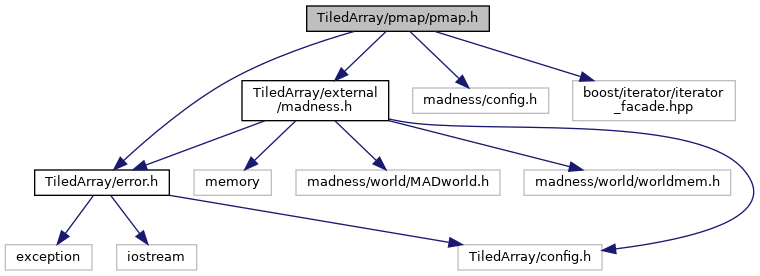 TiledArray/pmap/pmap.h
TiledArray/external
/madness.h
madness/config.h
boost/iterator/iterator
_facade.hpp
TiledArray/error.h
memory
madness/world/MADworld.h
madness/world/worldmem.h
exception
iostream
TiledArray/config.h